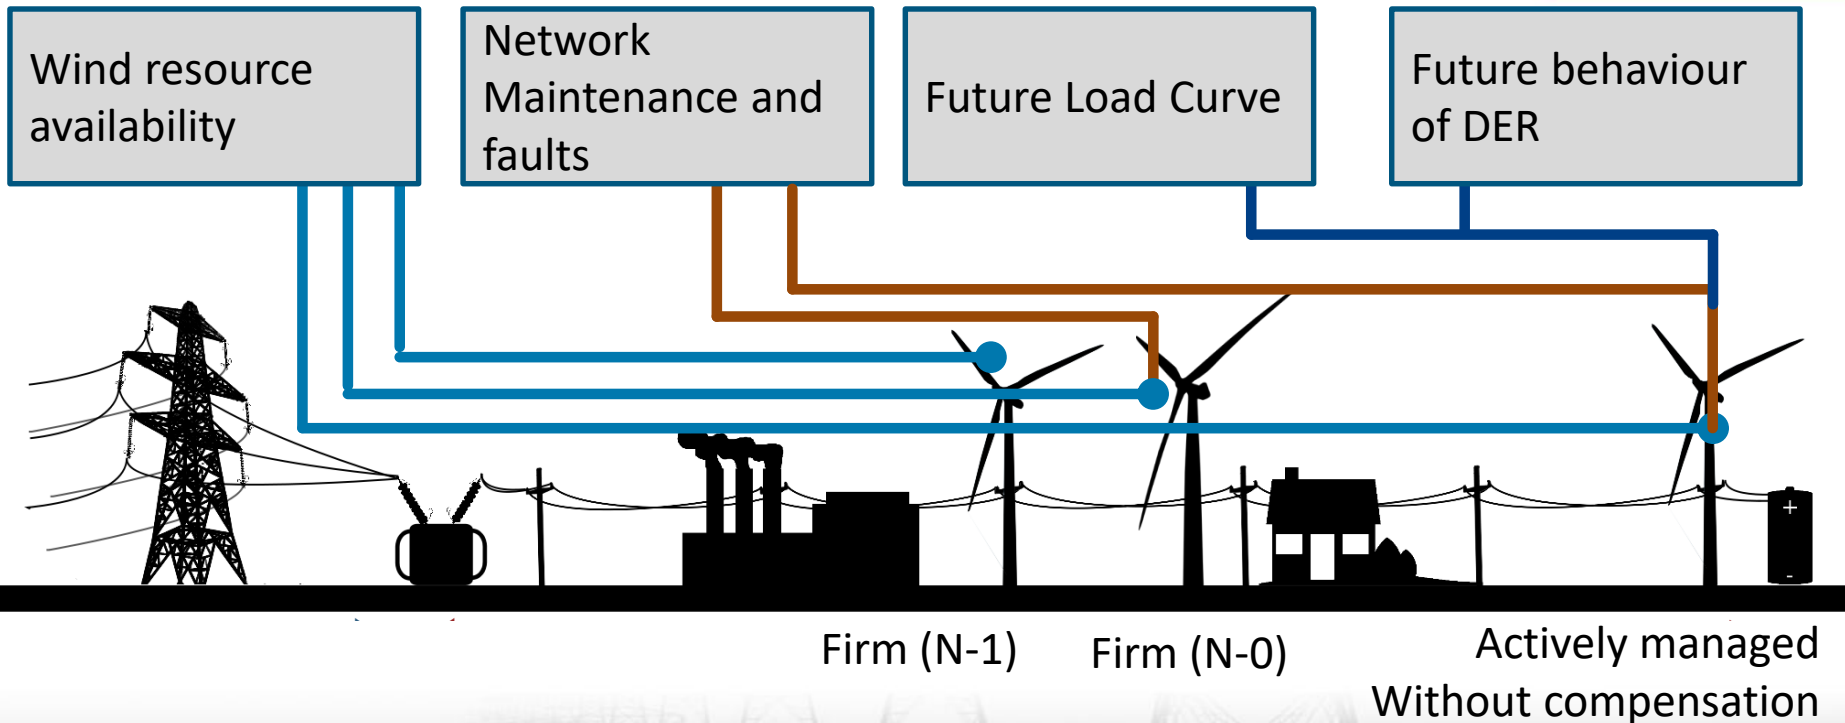 Wind resource
availability
Network
Maintenance and
faults
Future Load Curve
Future behaviour
of DER
+
-
Firm (N-1)
Firm (N-0)
Actively managed
Without compensation